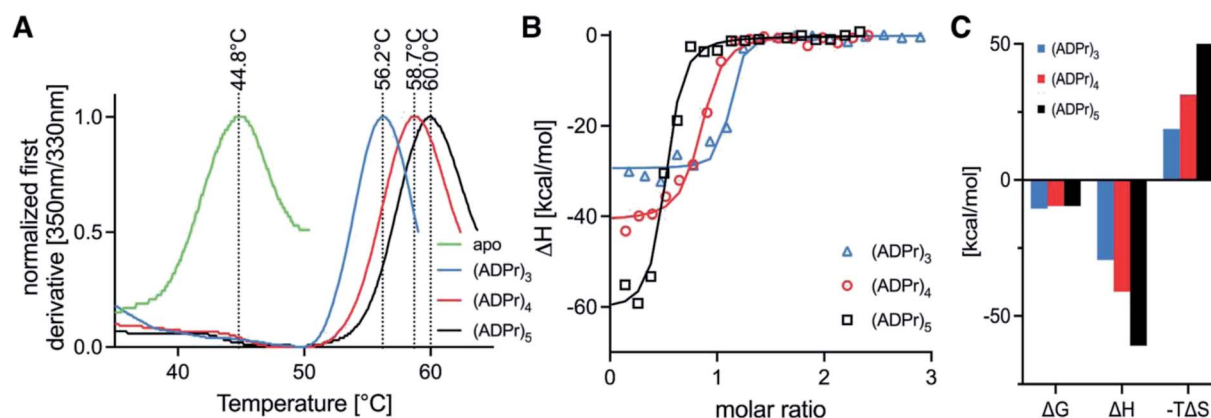 A
44.8°C
56.2°C
58.7°C
60.0°C
normalized first
derivative [350nm/330nm]
1.0
0.5
0.0
apo
(ADPr)₃
(ADPr)₄
(ADPr)₅
40
50
60
Temperature [°C]
B
ΔH [kcal/mol]
0
-20
-40
-60
(ADPr)₃
(ADPr)₄
(ADPr)₅
0
1
2
3
molar ratio
C
[kcal/mol]
50
0
-50
(ADPr)₃
(ADPr)₄
(ADPr)₅
ΔG
ΔH
-TΔS